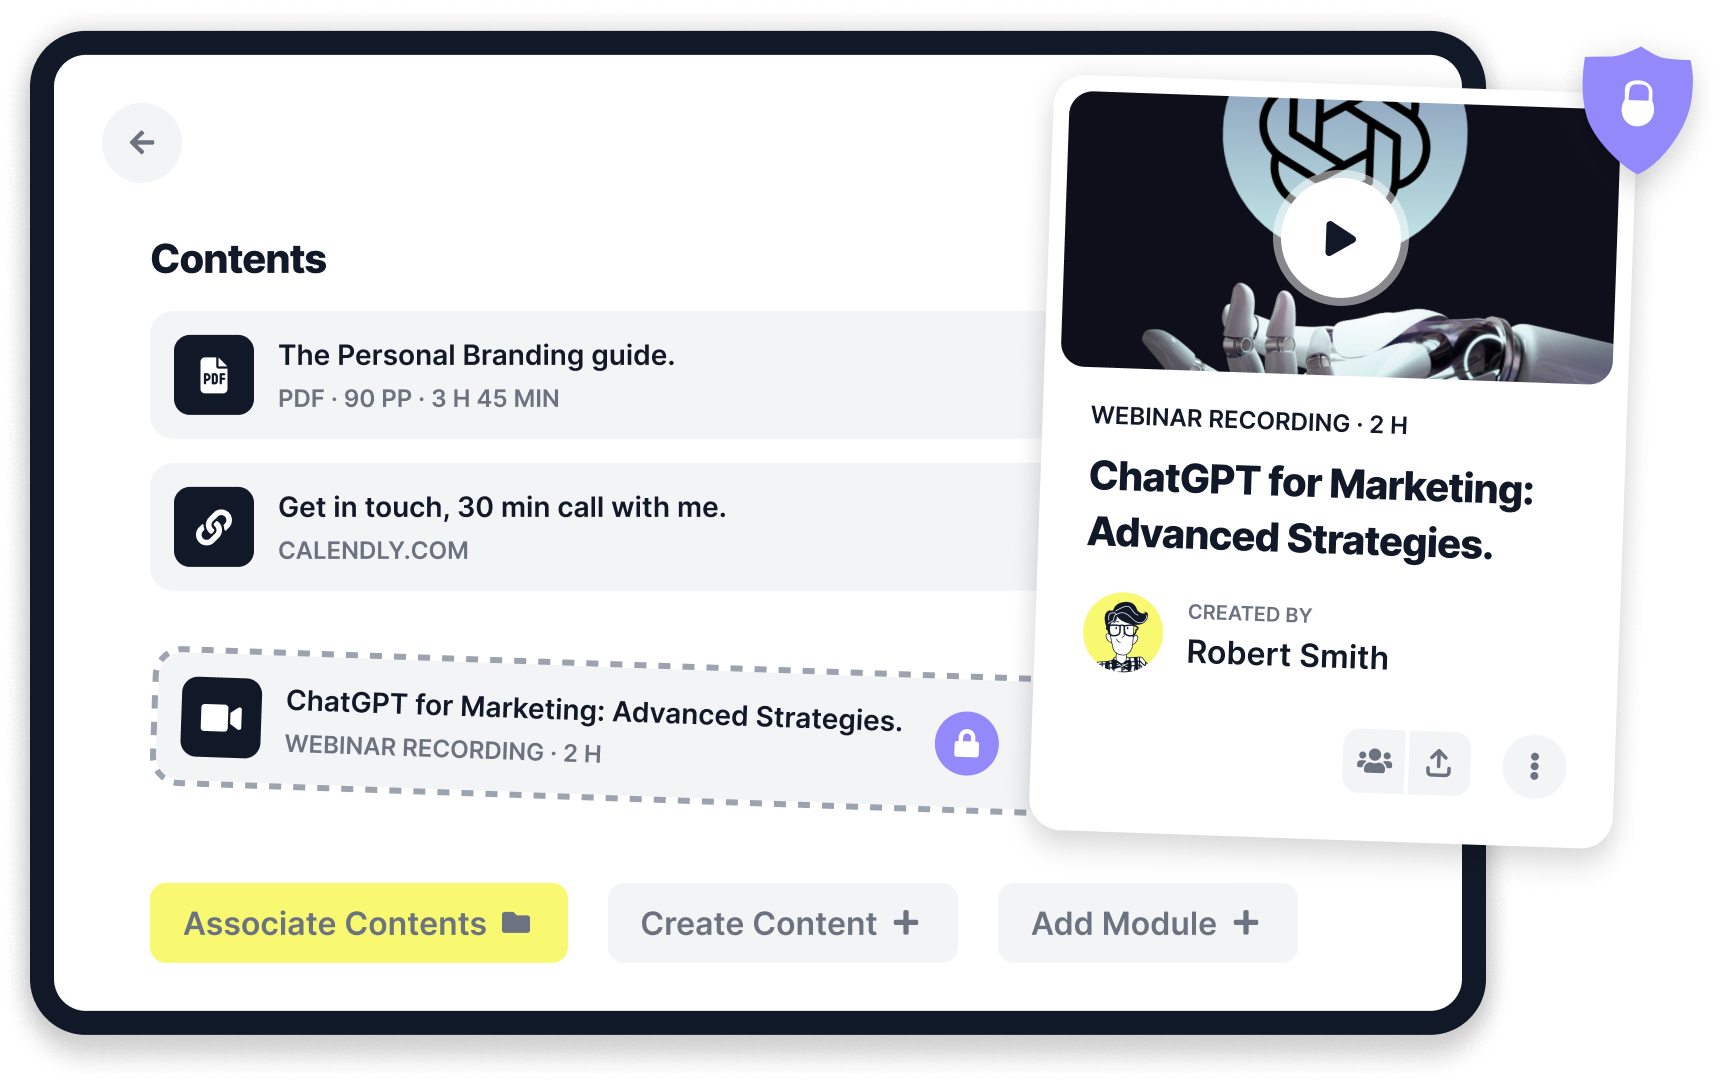 Contents
PDF
The Personal Branding guide.
PDF · 90 PP · 3 H 45 MIN
Get in touch, 30 min call with me.
CALENDLY.COM
ChatGPT for Marketing: Advanced Strategies.
WEBINAR RECORDING · 2 H
Associate Contents
Create Content +
Add Module +
WEBINAR RECORDING · 2 H
ChatGPT for Marketing:
Advanced Strategies.
CREATED BY
Robert Smith